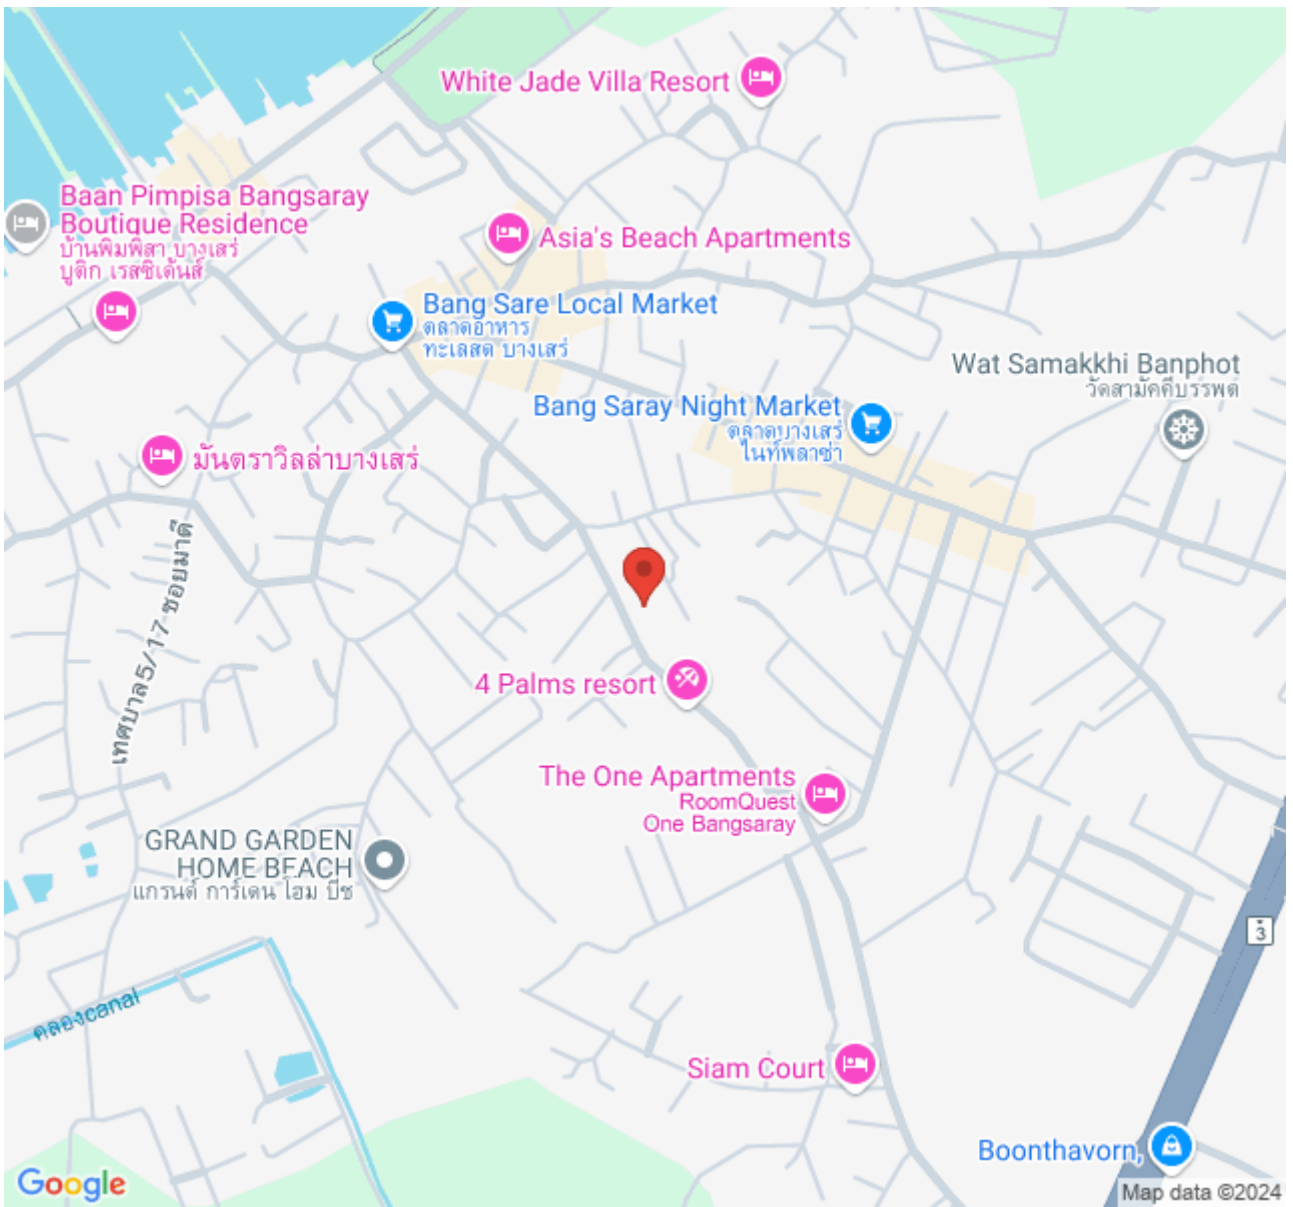 White Jade Villa Resort
Baan Pimpisa Bangsaray
Boutique Residence
บ้านพิมพิสา บางเสร่
บูติก เรสซิเด้นส์
Asia's Beach Apartments
Bang Sare Local Market
ตลาดอาหาร
ทะเลสด บางเสร่
Wat Samakkhi Banphot
วัดสามัคคีบรรพต
Bang Saray Night Market
ตลาดบางเสร่
ไนท์พลาซ่า
มันตราวิลล่าบางเสร่
เทศบาล5/17-ซอยมาดี
4 Palms resort
The One Apartments
RoomQuest
One Bangsaray
GRAND GARDEN
HOME BEACH
แกรนด์ การ์เดน โฮม บีช
3
คลองcanal
Siam Court
Boonthavorn,
Google
Map data ©2024